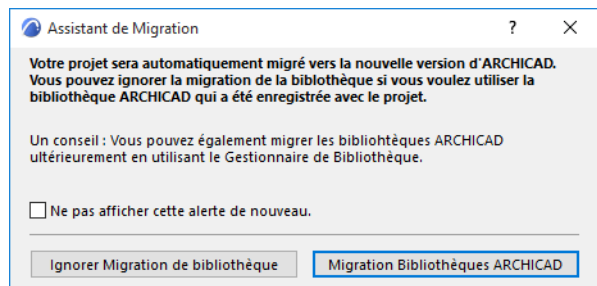 Assistant de Migration
Votre projet sera automatiquement migré vers la nouvelle version d'ARCHICAD.
Vous pouvez ignorer la migration de la biblothèque si vous voulez utiliser la
bibliothèque ARCHICAD qui a été enregistrée avec le projet.
Un conseil : Vous pouvez également migrer les bibliohtèques ARCHICAD
ultérieurement en utilisant le Gestionnaire de Bibliothèque.
Ne pas afficher cette alerte de nouveau.
Ignorer Migration de bibliothèque Migration Bibliothèques ARCHICAD